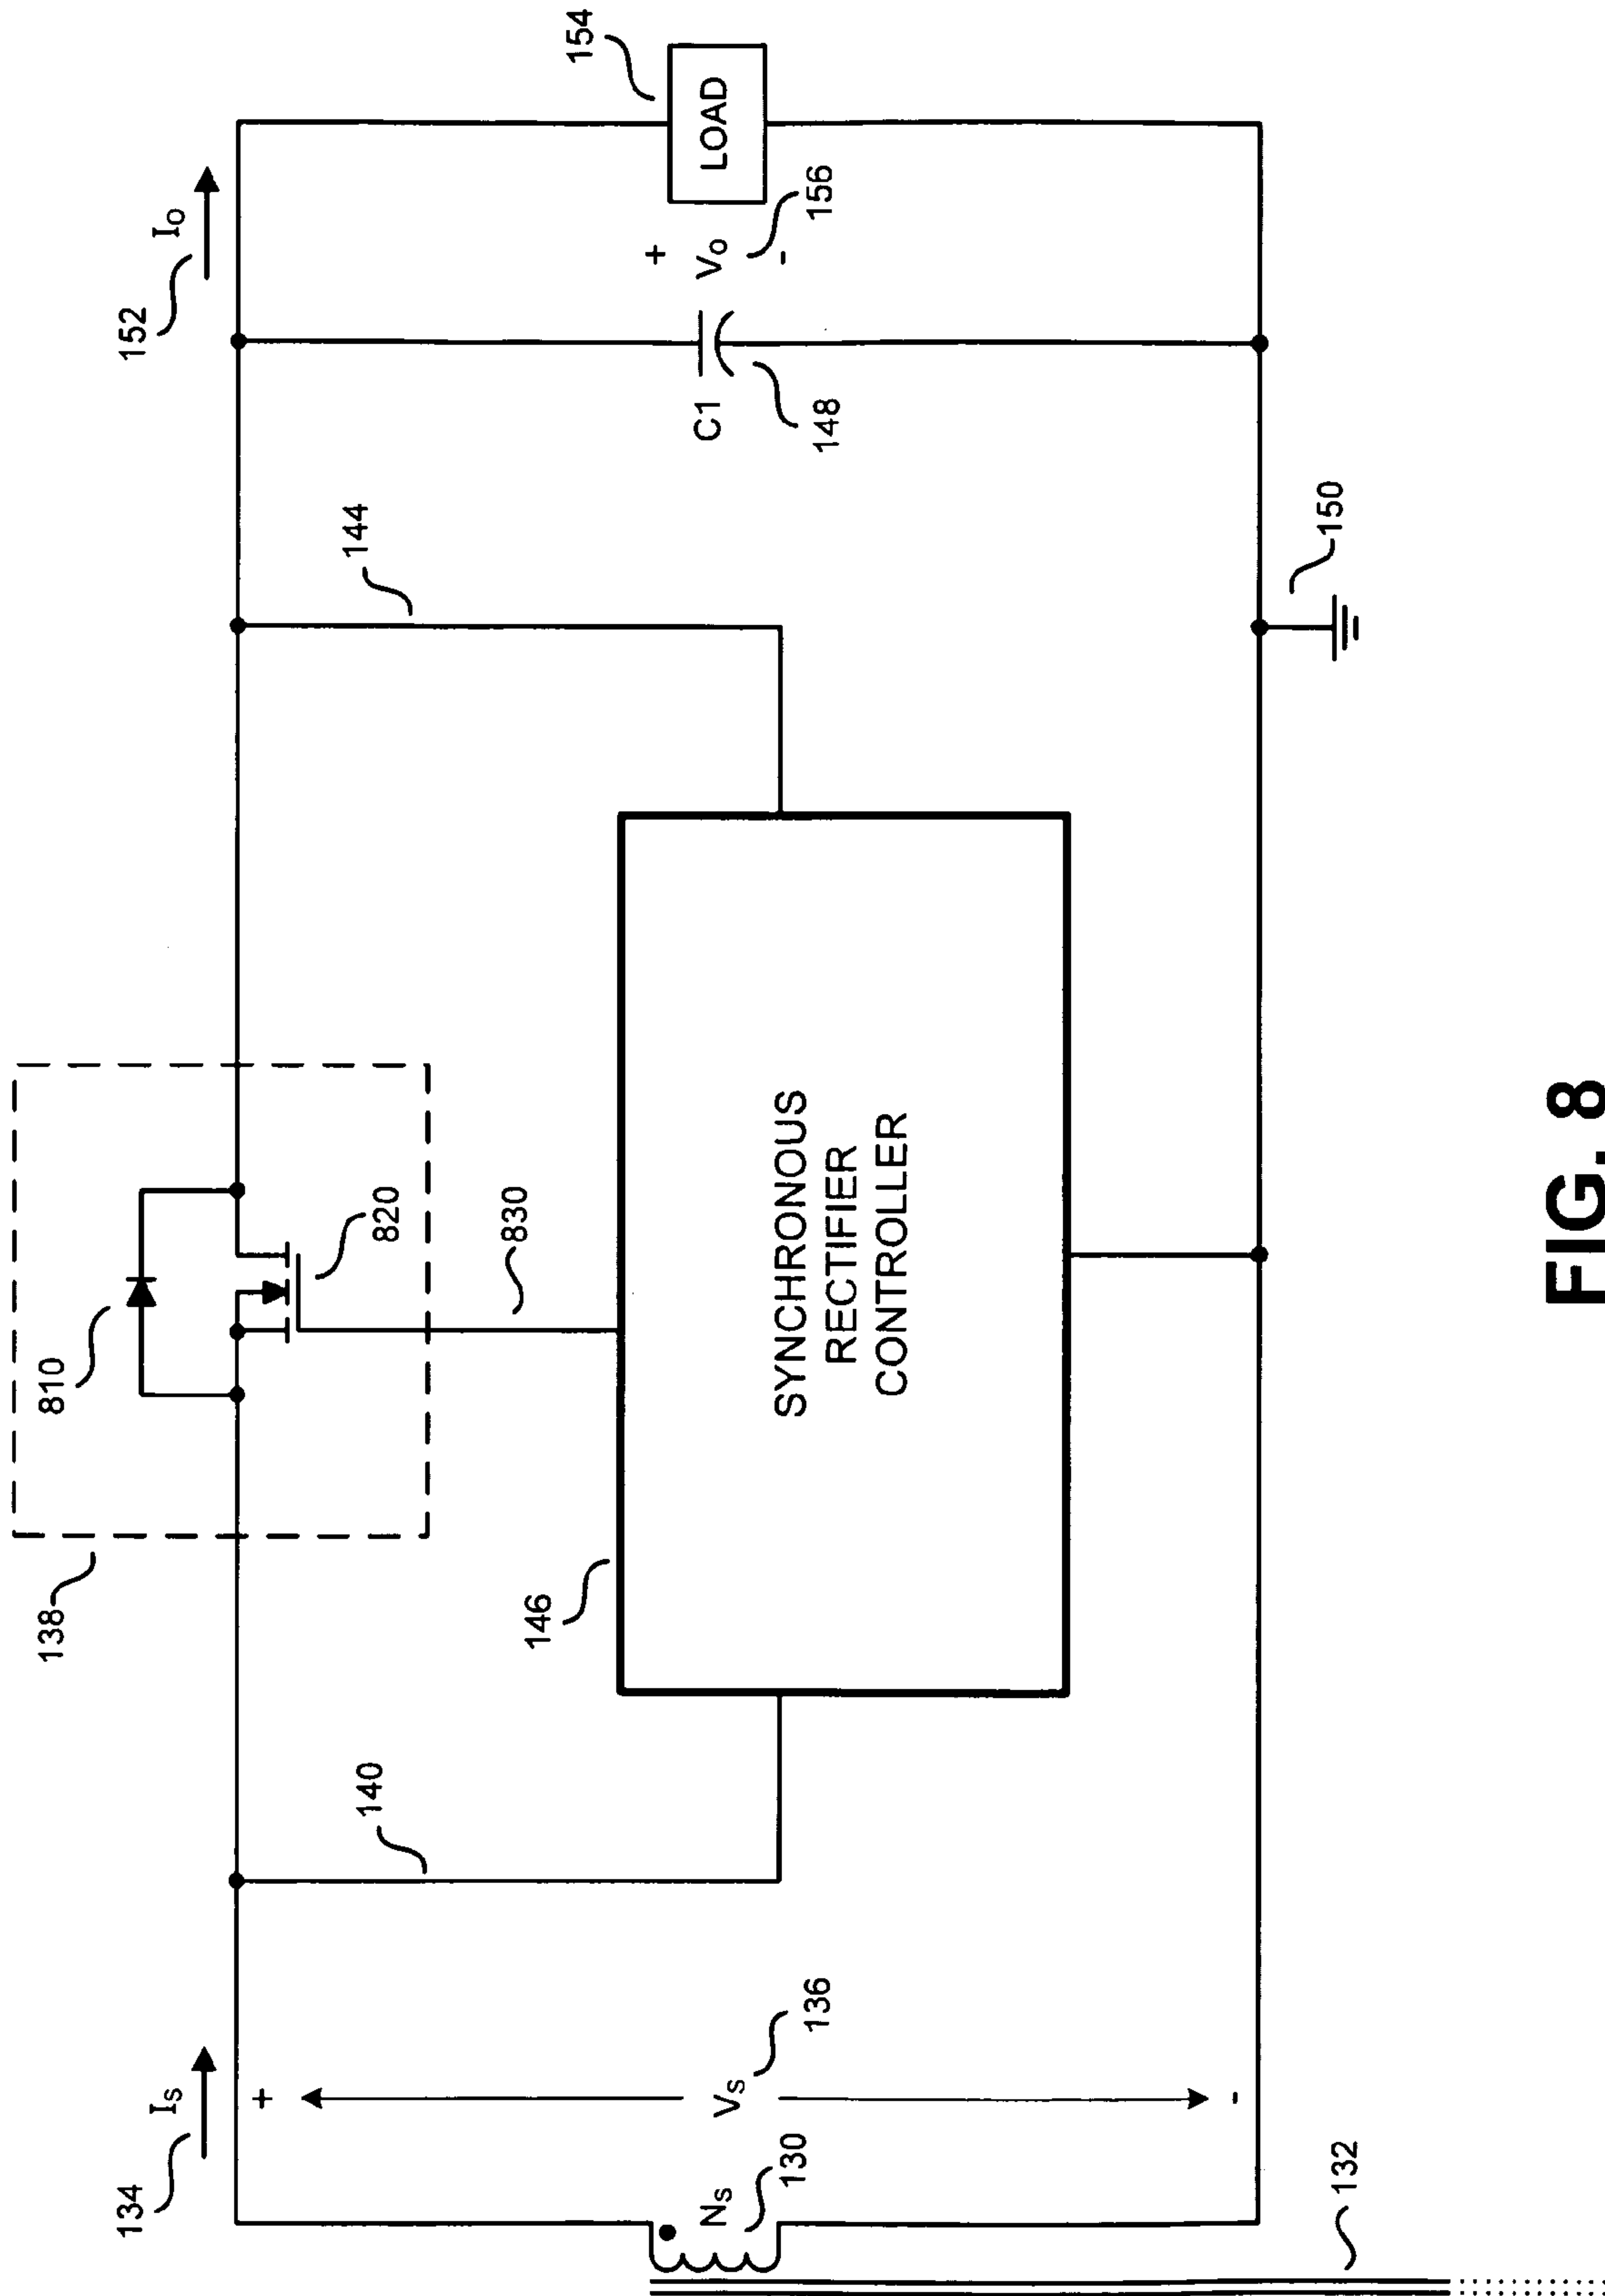 138
810
134
Is
152
Io
820
830
140
144
146
+
Vs
136
-
Ns
130
132
SYNCHRONOUS
RECTIFIER
CONTROLLER
C1
148
+
Vo
156
-
154
LOAD
150
FIG. 8